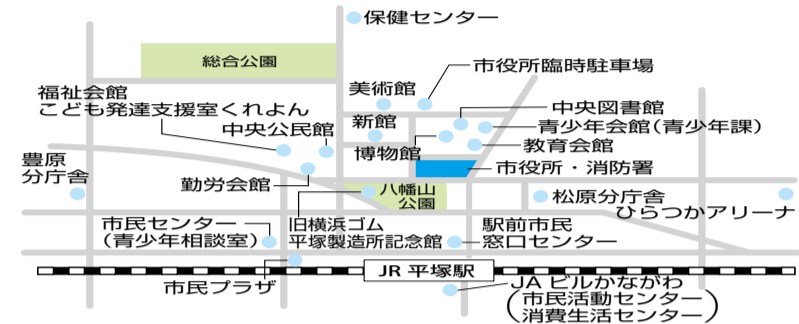 保健センター
総合公園
市役所臨時駐車場
美術館
福祉会館
こども発達支援室くれよん
中央図書館
新館
中央公民館
青少年会館(青少年課)
教育会館
博物館
豊原
分庁舎
市役所・消防署
勤労会館
八幡山
公園
松原分庁舎
ひらつかアリーナ
市民センター
(青少年相談室)
旧横浜ゴム
平塚製造所記念館
駅前市民
窓口センター
JR 平塚駅
市民プラザ
JA ビルかながわ
(市民活動センター
消費生活センター)